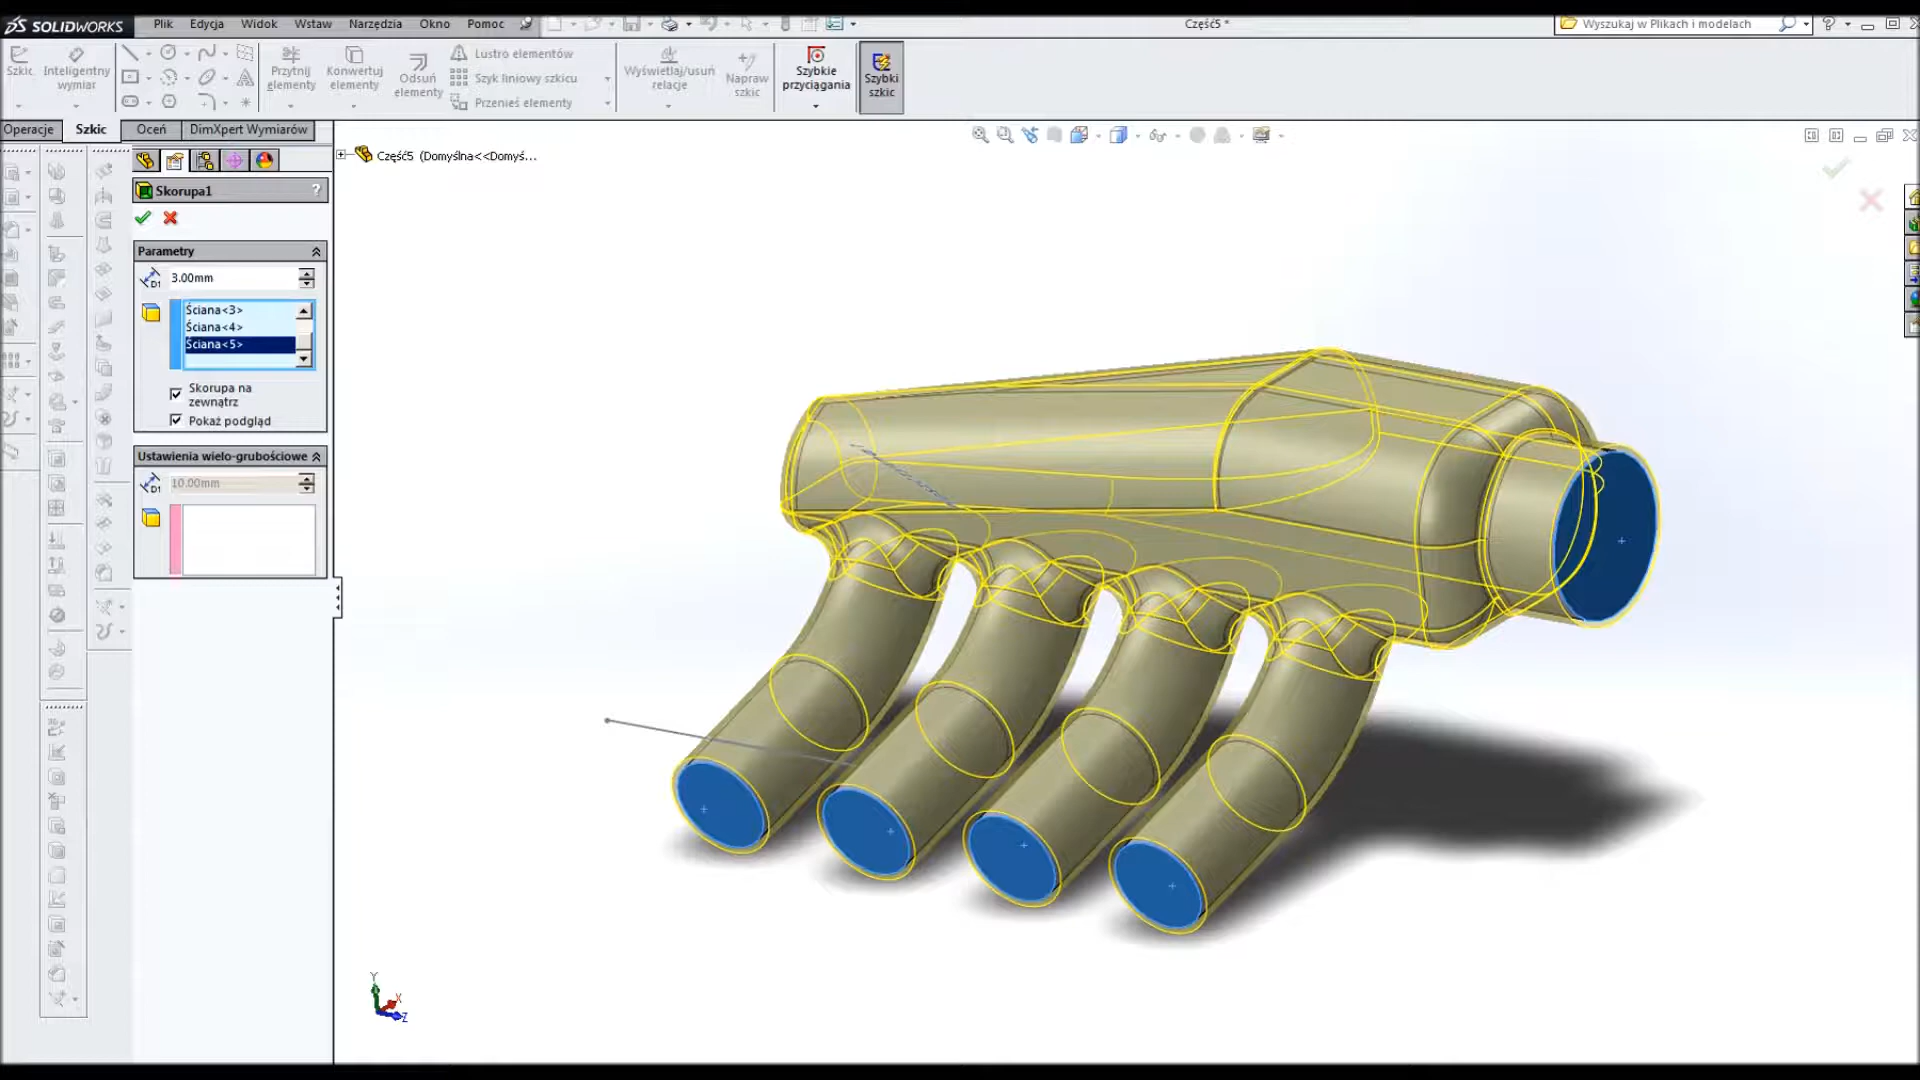 SOLIDWORKS
Plik Edycja Widok Wstaw Narzędzia Okno Pomoc
Część5 *
Wyszukaj w Plikach i modelach
?
Szkic
Inteligentny
wymiar
Przytnij
elementy
Konwertuj
elementy
Odsuń
elementy
Lustro elementów
Szyk liniowy szkicu
Przenieś elementy
Wyświetlaj/usuń
relacje
Napraw
szkic
Szybkie
przyciągania
Szybki
szkic
Operacje Szkic Oceń DimXpert Wymiarów
Część5 (Domyślna<<Domyś...
Skorupa1 ?
Parametry
D1 3.00mm
Ściana<3>
Ściana<4>
Ściana<5>
Skorupa na
zewnątrz
Pokaż podgląd
Ustawienia wielo-grubościowe
D1 10.00mm
Y
X
Z